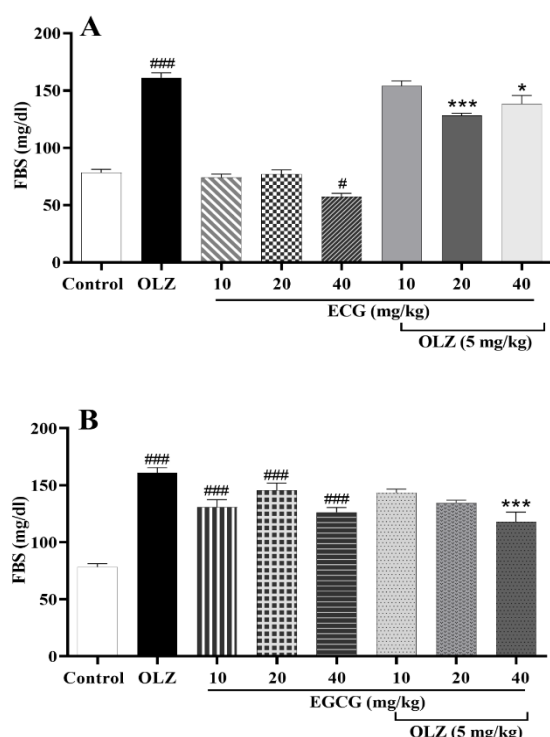 A
FBS (mg/dl)
200
150
100
50
0
###
#
***
*
Control OLZ 10 20 40 10 20 40
ECG (mg/kg)
OLZ (5 mg/kg)
B
FBS (mg/dl)
200
150
100
50
0
###
###
###
###
***
Control OLZ 10 20 40 10 20 40
EGCG (mg/kg)
OLZ (5 mg/kg)